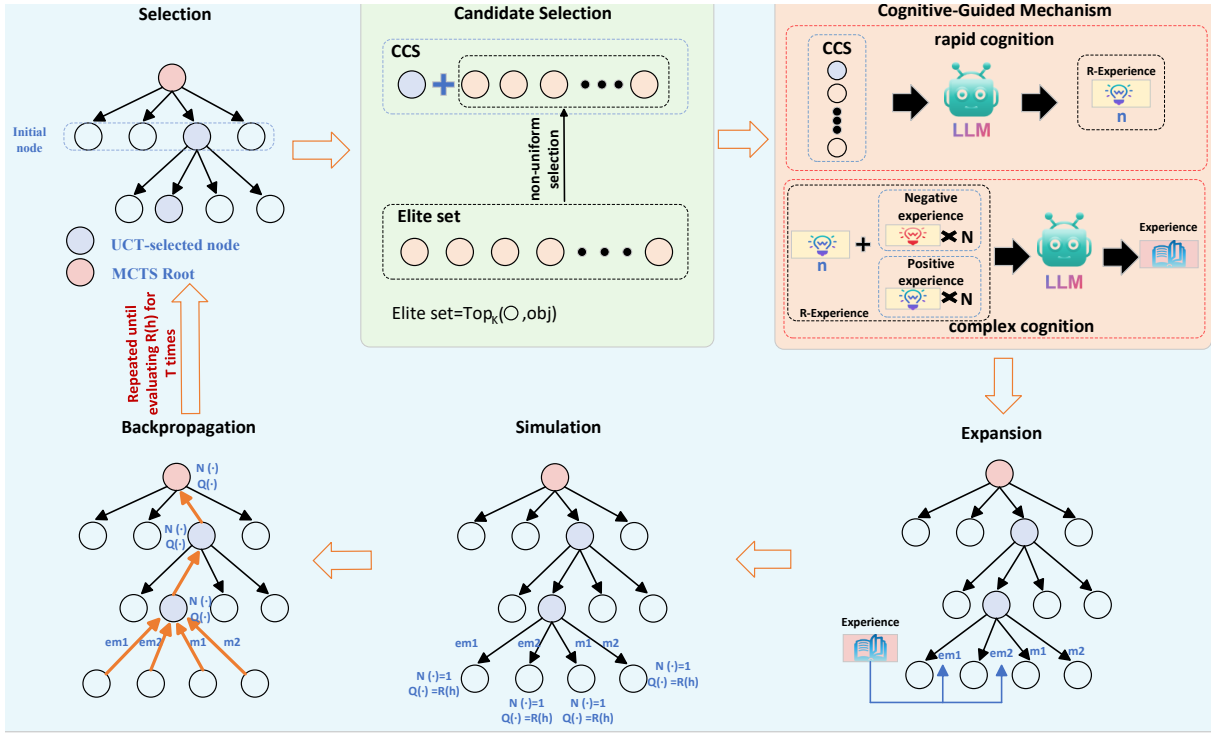 Selection
Initial
node
UCT-selected node
MCTS Root
Candidate Selection
CCS
non-uniform
selection
Elite set
Elite set=TopK(○,obj)
Cognitive-Guided Mechanism
rapid cognition
CCS
LLM
R-Experience
n
n
Negative
experience
N
Positive
experience
N
R-Experience
LLM
Experience
complex cognition
Repeated until
evaluating R(h) for
T times
Backpropagation
N (·)
Q(·)
N (·)
Q(·)
N (·)
Q(·)
em1
em2
m1
m2
Simulation
em1
em2
m1
m2
N (·)=1
Q(·) =R(h)
N (·)=1
Q(·) =R(h)
N (·)=1
Q(·) =R(h)
N (·)=1
Q(·) =R(h)
Expansion
Experience
em1
em2
m1
m2